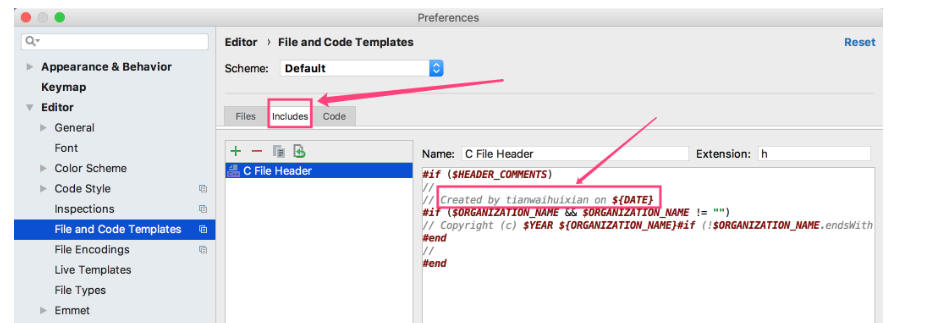 Preferences
Editor › File and Code Templates
Reset
Scheme: Default
Files Includes Code
Appearance & Behavior
Keymap
Editor
General
Font
Color Scheme
Code Style
Inspections
File and Code Templates
File Encodings
Live Templates
File Types
Emmet
C File Header
Name: C File Header Extension: h
#if ($HEADER_COMMENTS)
//
// Created by tianwaihuixian on ${DATE}
#if ($ORGANIZATION_NAME && $ORGANIZATION_NAME != "")
// Copyright (c) $YEAR ${ORGANIZATION_NAME}#if (!$ORGANIZATION_NAME.endsWith
#end
//
#end